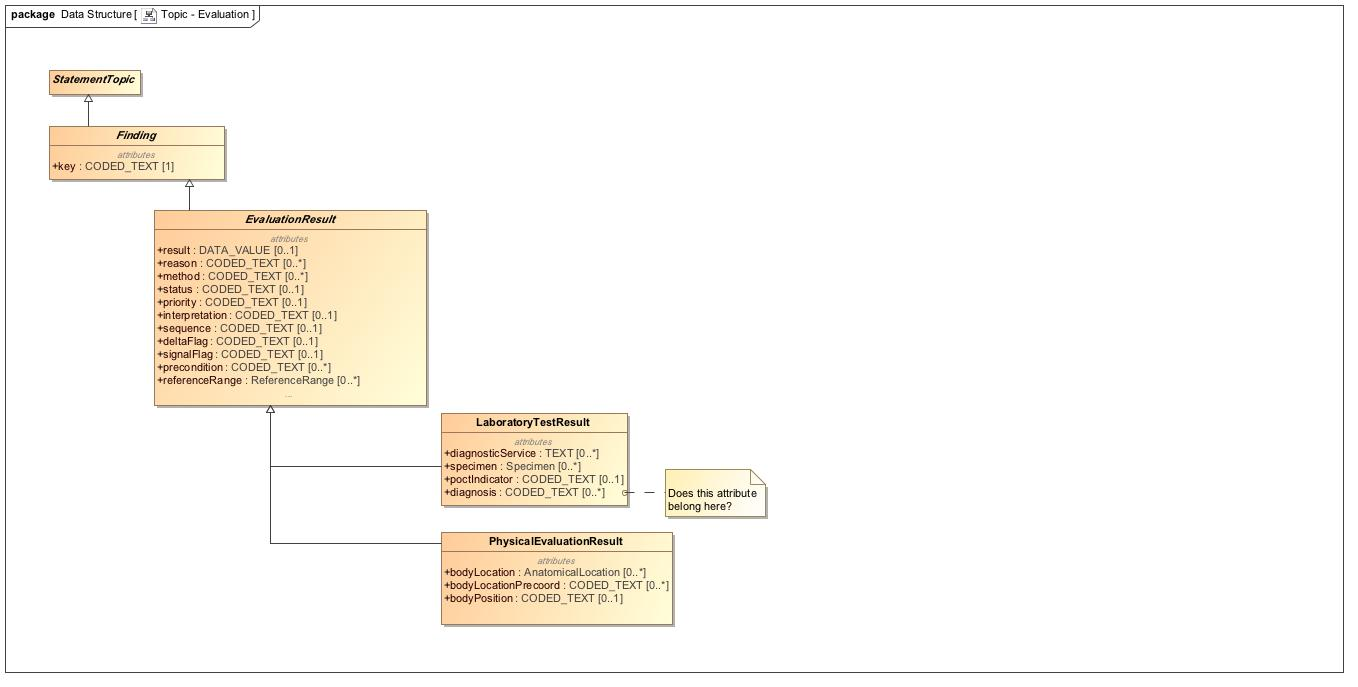 package Data Structure [ Topic - Evaluation ]
StatementTopic
Finding
attributes
+key : CODED_TEXT [1]
EvaluationResult
attributes
+result : DATA_VALUE [0..1]
+reason : CODED_TEXT [0..*]
+method : CODED_TEXT [0..*]
+status : CODED_TEXT [0..1]
+priority : CODED_TEXT [0..1]
+interpretation : CODED_TEXT [0..1]
+sequence : CODED_TEXT [0..1]
+deltaFlag : CODED_TEXT [0..1]
+signalFlag : CODED_TEXT [0..1]
+precondition : CODED_TEXT [0..*]
+referenceRange : ReferenceRange [0..*]
...
LaboratoryTestResult
attributes
+diagnosticService : TEXT [0..*]
+specimen : Specimen [0..*]
+poctIndicator : CODED_TEXT [0..1]
+diagnosis : CODED_TEXT [0..*]
Does this attribute
belong here?
PhysicalEvaluationResult
attributes
+bodyLocation : AnatomicalLocation [0..*]
+bodyLocationPrecoord : CODED_TEXT [0..*]
+bodyPosition : CODED_TEXT [0..1]